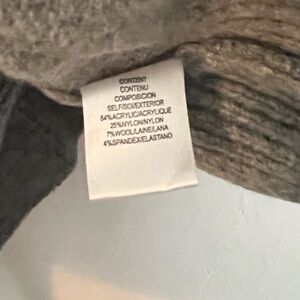 CONTENT
CONTENU
COMPOSICION
SELF/SOI/EXTERIOR
64%ACRYLIC/ACRYLIQUE
25%NYLON/NYLON
7%WOOL/LAINE/LANA
4%SPANDEX/ELASTANO